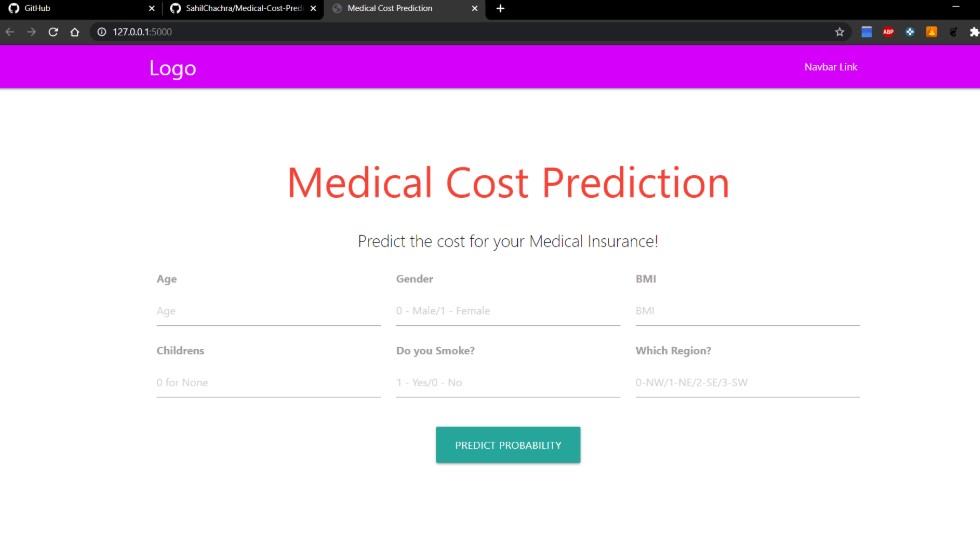 GitHub
SahilChachra/Medical-Cost-Predi
Medical Cost Prediction
127.0.0.1:5000
ABP
Logo
Navbar Link
Medical Cost Prediction
Predict the cost for your Medical Insurance!
Age Gender BMI
Age 0 - Male/1 - Female BMI
Childrens Do you Smoke? Which Region?
0 for None 1 - Yes/0 - No 0-NW/1-NE/2-SE/3-SW
PREDICT PROBABILITY